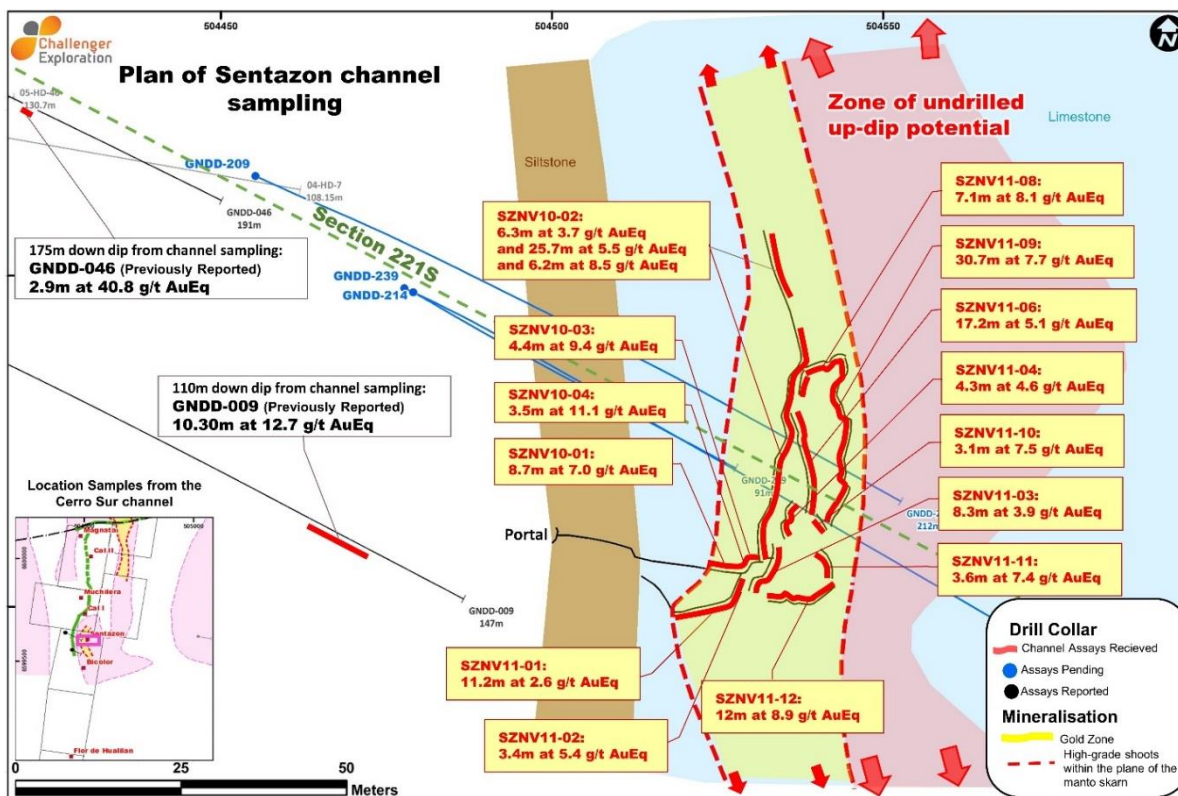 504450
504500
504550
Challenger
Exploration
N
Plan of Sentazon channel
sampling
Zone of undrilled
up-dip potential
Limestone
Siltstone
05-HD-46
130.7m
GNDD-209
04-HD-7
108.15m
GNDD-046
191m
Section 221S
175m down dip from channel sampling:
GNDD-046 (Previously Reported)
2.9m at 40.8 g/t AuEq
GNDD-239
GNDD-214
SZNV10-02:
6.3m at 3.7 g/t AuEq
and 25.7m at 5.5 g/t AuEq
and 6.2m at 8.5 g/t AuEq
SZNV11-08:
7.1m at 8.1 g/t AuEq
SZNV11-09:
30.7m at 7.7 g/t AuEq
SZNV11-06:
17.2m at 5.1 g/t AuEq
SZNV10-03:
4.4m at 9.4 g/t AuEq
SZNV11-04:
4.3m at 4.6 g/t AuEq
110m down dip from channel sampling:
GNDD-009 (Previously Reported)
10.30m at 12.7 g/t AuEq
SZNV10-04:
3.5m at 11.1 g/t AuEq
SZNV11-10:
3.1m at 7.5 g/t AuEq
SZNV10-01:
8.7m at 7.0 g/t AuEq
91m
212m
SZNV11-03:
8.3m at 3.9 g/t AuEq
Portal
SZNV11-11:
3.6m at 7.4 g/t AuEq
GNDD-009
147m
SZNV11-01:
11.2m at 2.6 g/t AuEq
SZNV11-12:
12m at 8.9 g/t AuEq
SZNV11-02:
3.4m at 5.4 g/t AuEq
Location Samples from the
Cerro Sur channel
505000
Magnata
Cal II
Muchilera
Cal I
Sentazon
Bicolor
Flor de Hualilan
6600000
6599500
Drill Collar
Channel Assays Recieved
Assays Pending
Assays Reported
Mineralisation
Gold Zone
High-grade shoots
within the plane of the
manto skarn
0
25
50
Meters